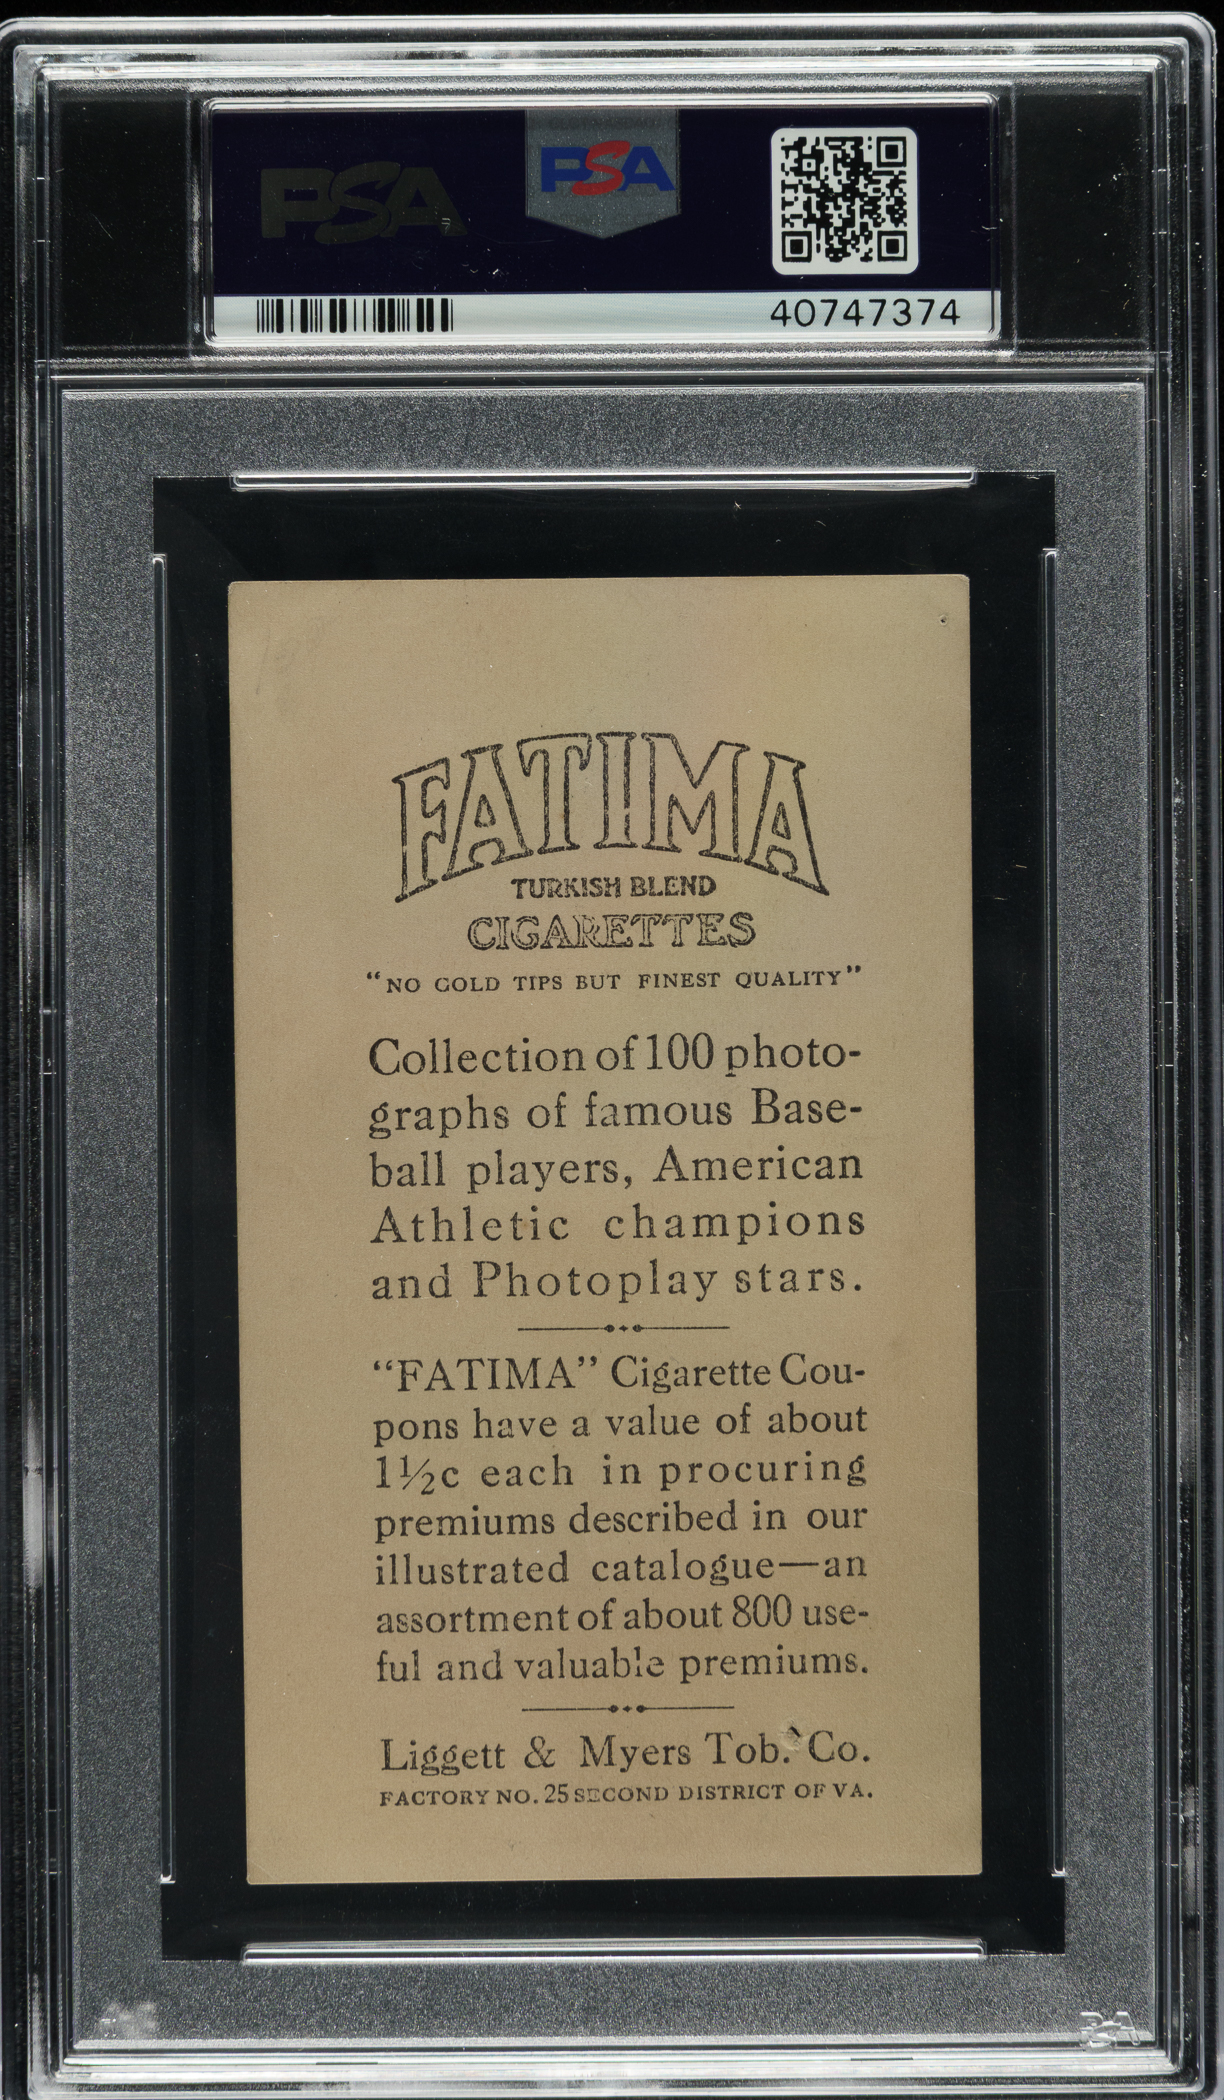 PSA
PSA
40747374
FATIMA
TURKISH BLEND
CIGARETTES
“NO GOLD TIPS BUT FINEST QUALITY”
Collection of 100 photo-
graphs of famous Base-
ball players, American
Athletic champions
and Photoplay stars.
“FATIMA” Cigarette Cou-
pons have a value of about
1½c each in procuring
premiums described in our
illustrated catalogue—an
assortment of about 800 use-
ful and valuable premiums.
Liggett & Myers Tob. Co.
FACTORY NO. 25 SECOND DISTRICT OF VA.
PSA